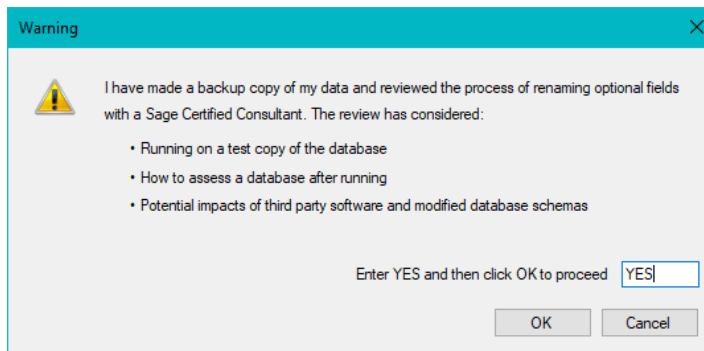 Warning
I have made a backup copy of my data and reviewed the process of renaming optional fields
with a Sage Certified Consultant. The review has considered:
• Running on a test copy of the database
• How to assess a database after running
• Potential impacts of third party software and modified database schemas
Enter YES and then click OK to proceed YES
OK Cancel